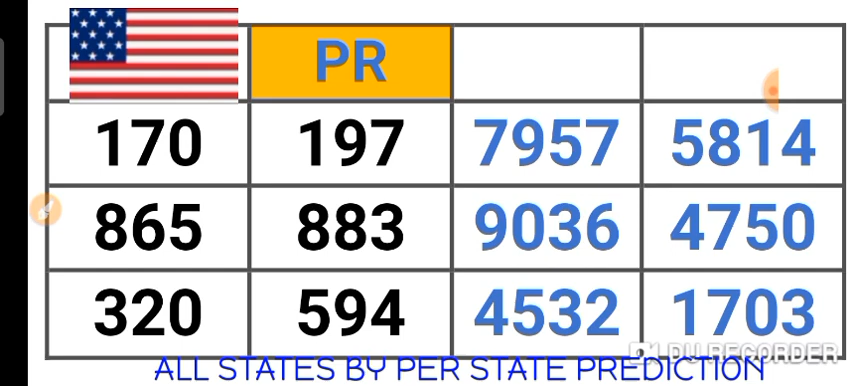 PR
170 197 7957 5814
865 883 9036 4750
320 594 4532 1703
DU RECORDER
ALL STATES BY PER STATE PREDICTION